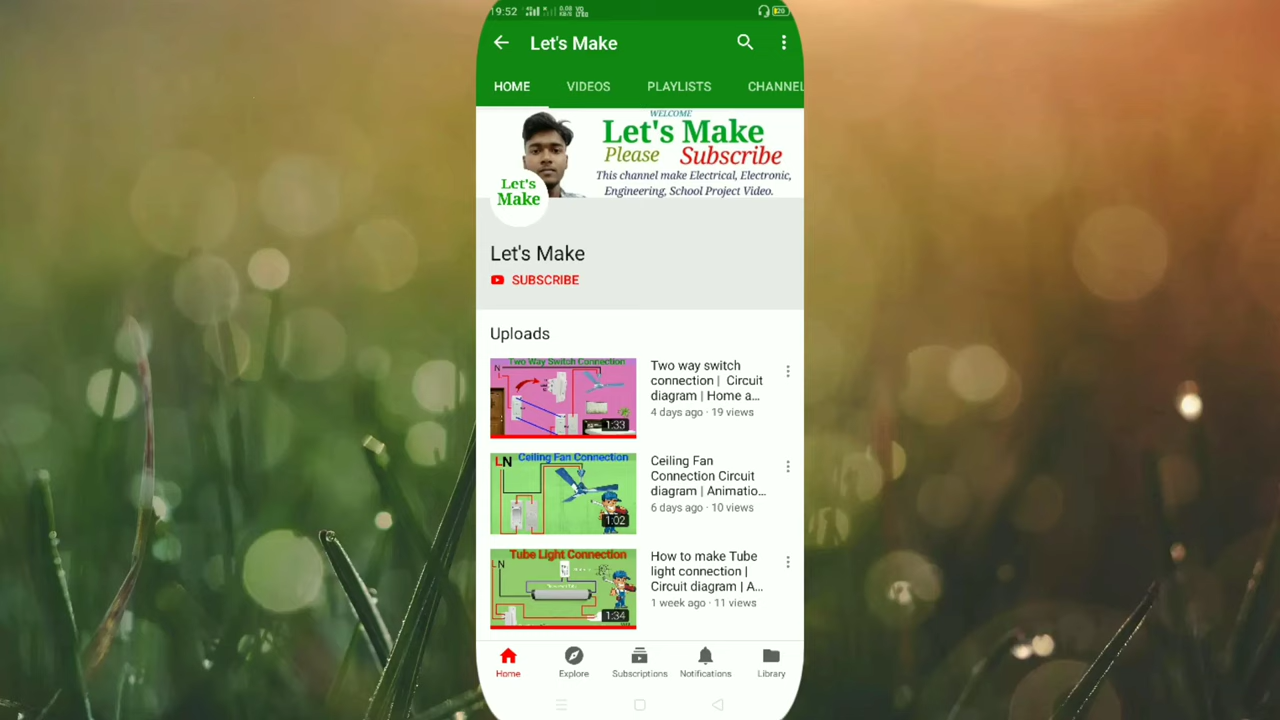 19:52
Let's Make
HOME VIDEOS PLAYLISTS CHANNEL
WELCOME
Let's Make
Please Subscribe
This channel make Electrical, Electronic,
Engineering, School Project Video.
Let's
Make
Let's Make
SUBSCRIBE
Uploads
Two Way Switch Connection
N
L
1:33
Two way switch
connection | Circuit
diagram | Home a...
4 days ago · 19 views
LN
Ceiling Fan Connection
1:02
Ceiling Fan
Connection Circuit
diagram | Animatio...
6 days ago · 10 views
Tube Light Connection
LN
1:34
How to make Tube
light connection |
Circuit diagram | A...
1 week ago · 11 views
Home Explore Subscriptions Notifications Library